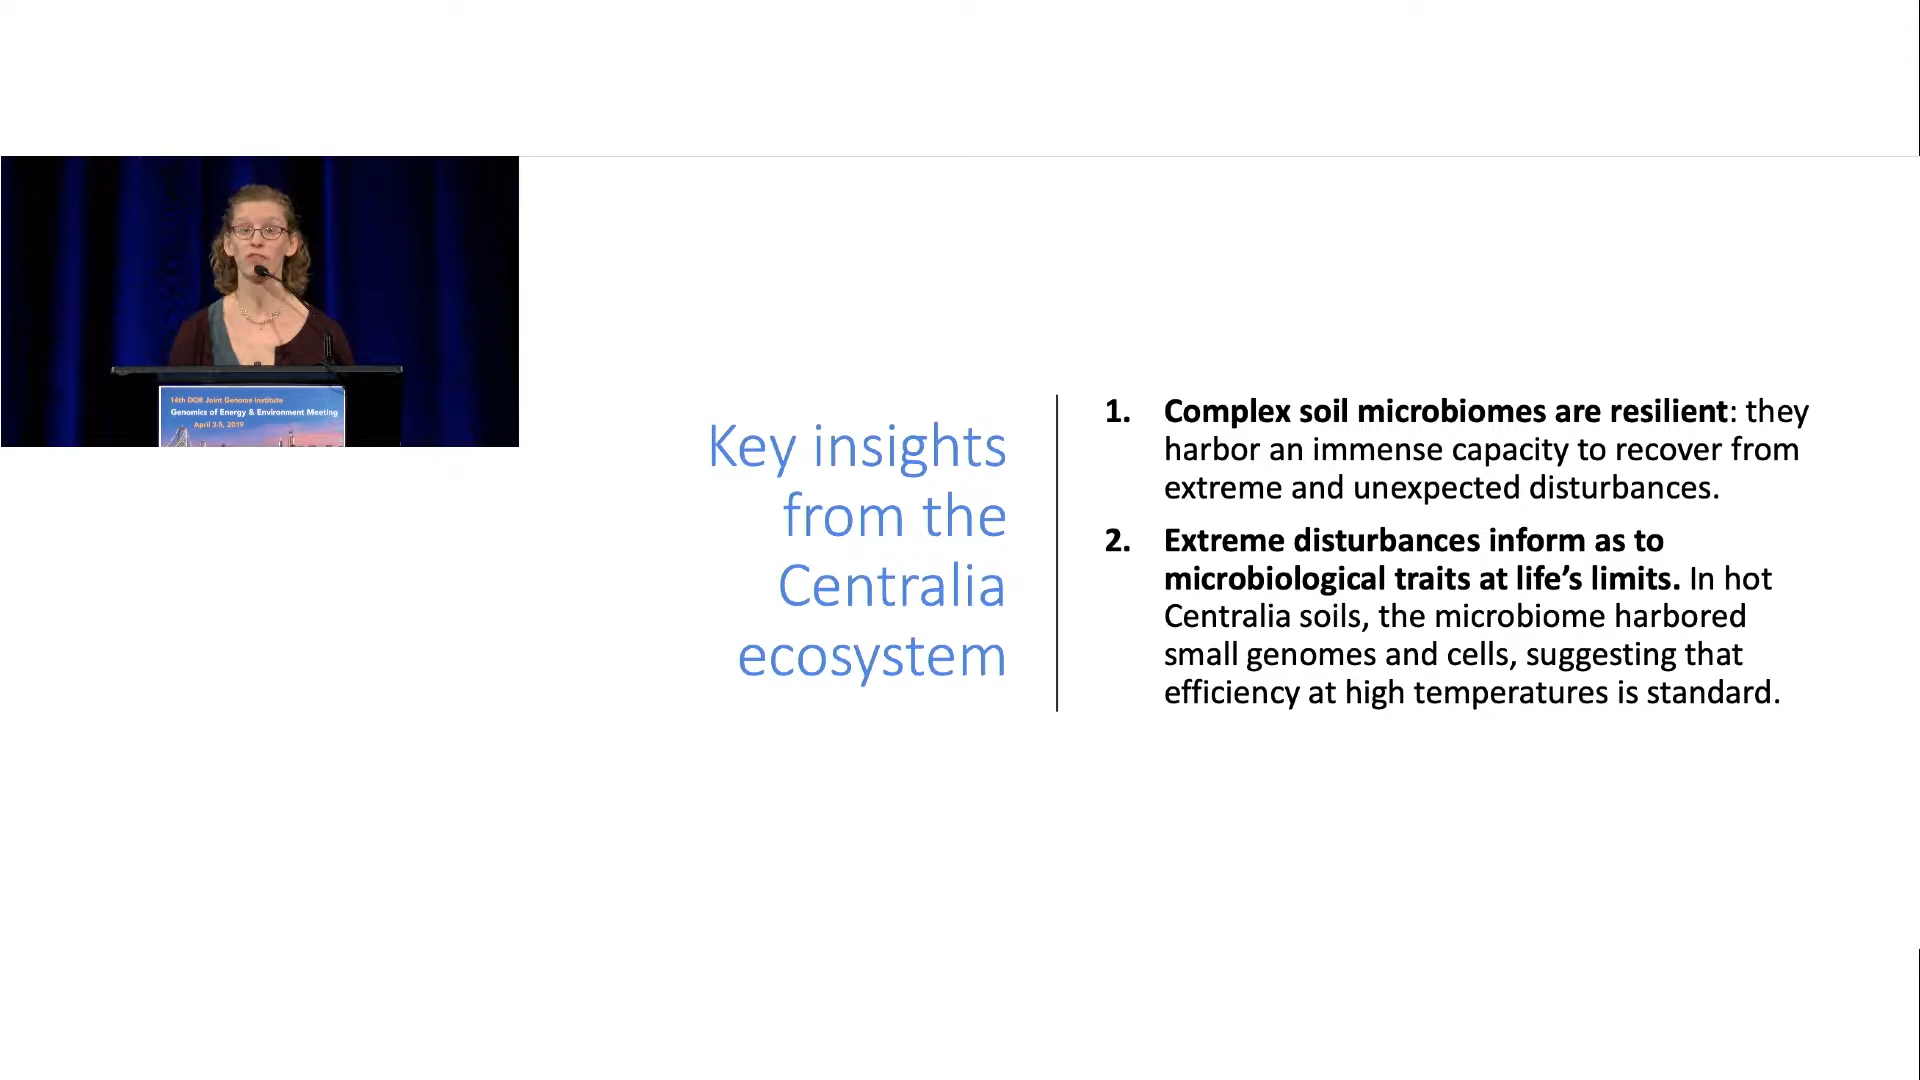 14th DOE Joint Genome Institute
Genomics of Energy & Environment Meeting
April 3-5, 2019
Key insights
from the
Centralia
ecosystem
1. Complex soil microbiomes are resilient: they
harbor an immense capacity to recover from
extreme and unexpected disturbances.
2. Extreme disturbances inform as to
microbiological traits at life’s limits. In hot
Centralia soils, the microbiome harbored
small genomes and cells, suggesting that
efficiency at high temperatures is standard.